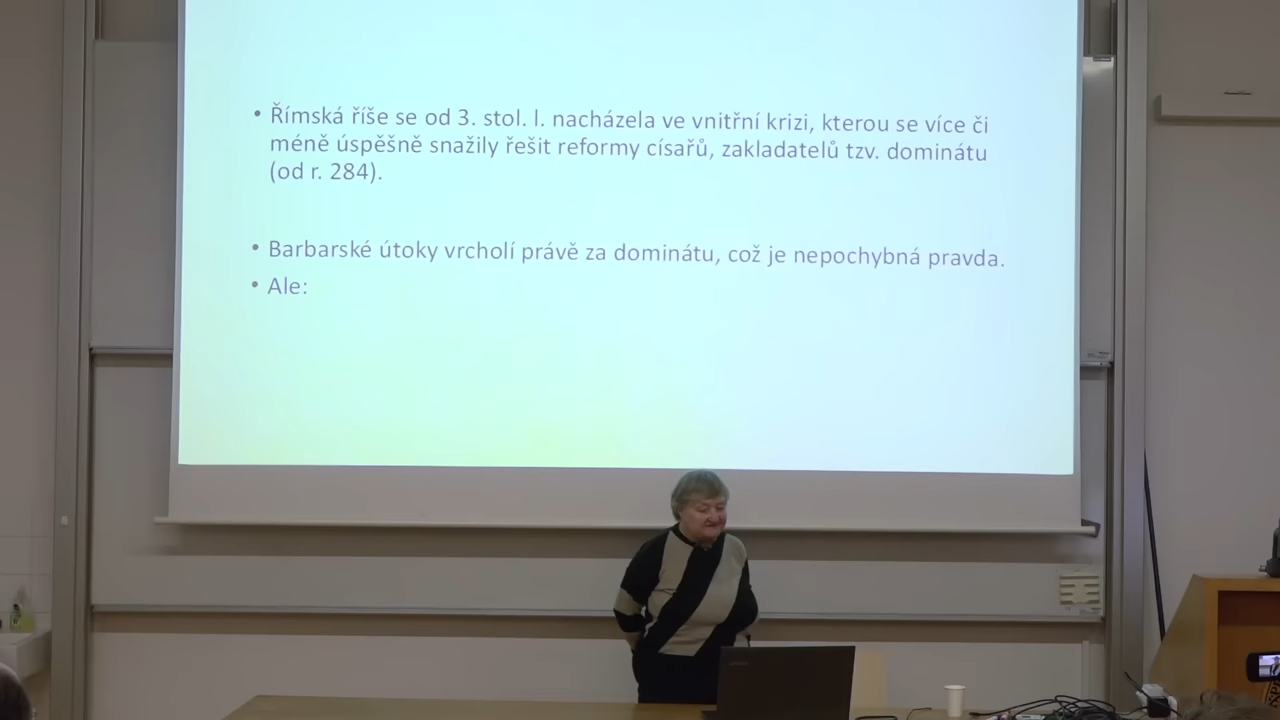 • Římská říše se od 3. stol. l. nacházela ve vnitřní krizi, kterou se více či
méně úspěšně snažily řešit reformy císařů, zakladatelů tzv. dominátu
(od r. 284).
• Barbarské útoky vrcholí právě za dominátu, což je nepochybná pravda.
• Ale: